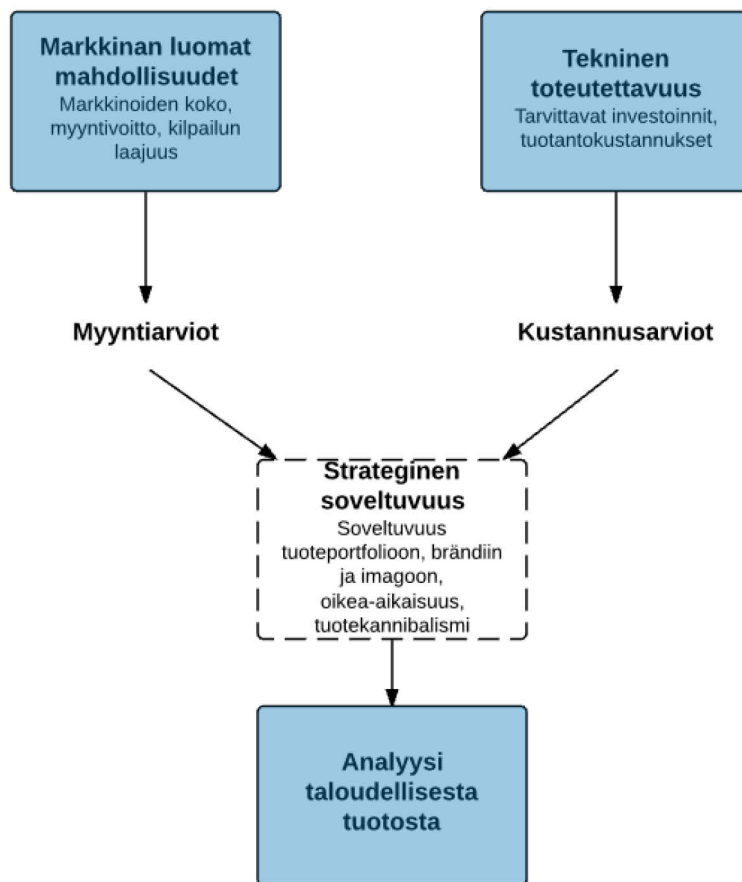 Markkinan luomat
mahdollisuudet
Markkinoiden koko,
myyntivoitto, kilpailun
laajuus
Tekninen
toteutettavuus
Tarvittavat investoinnit,
tuotantokustannukset
Myyntiarviot
Kustannusarviot
Strateginen
soveltuvuus
Soveltuvuus
tuoteportfolioon, brändiin
ja imagoon,
oikea-aikaisuus,
tuotekannibalismi
Analyysi
taloudellisesta
tuotosta